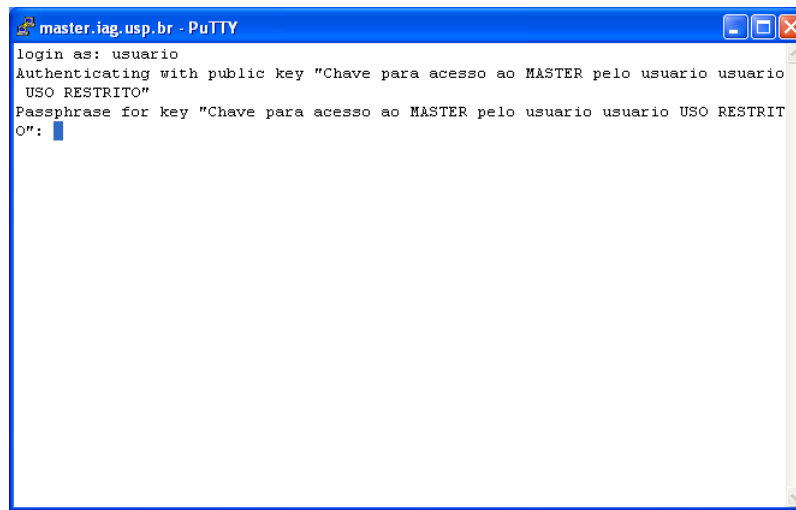 master.iag.usp.br - PuTTY
login as: usuario
Authenticating with public key "Chave para acesso ao MASTER pelo usuario usuario
USO RESTRITO"
Passphrase for key "Chave para acesso ao MASTER pelo usuario usuario USO RESTRIT
O":